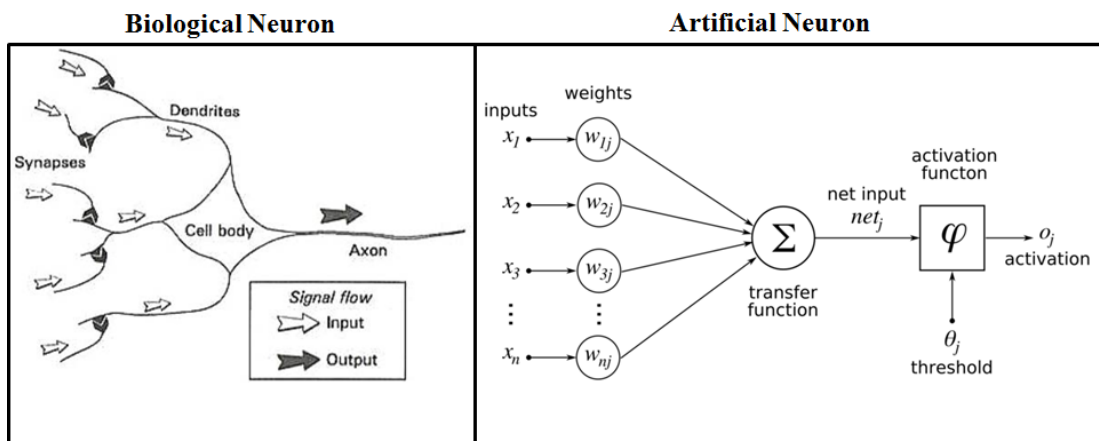 Biological Neuron
Dendrites
Synapses
Cell body
Axon
Signal flow
Input
Output
Artificial Neuron
weights
inputs
x1
w1j
x2
w2j
x3
w3j
⋮ ⋮
xn
wnj
Σ
transfer
function
net input
netj
activation
functon
φ
oj
activation
θj
threshold